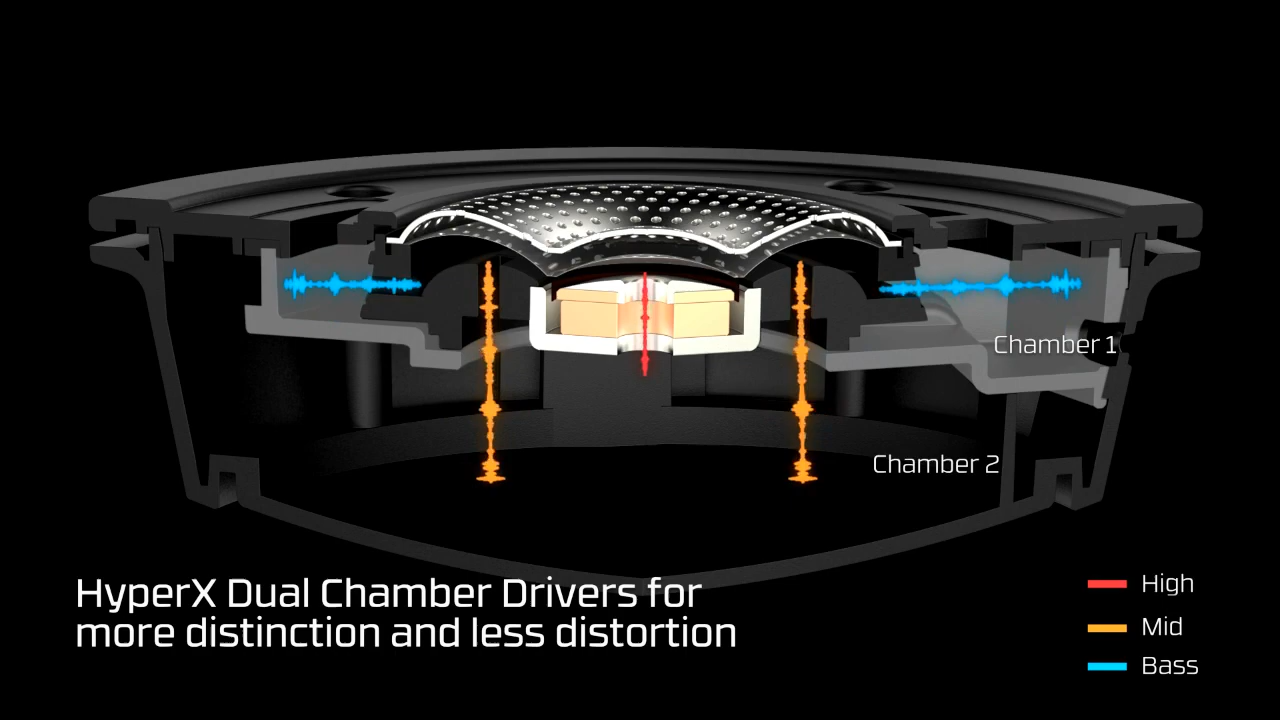 Chamber 1
Chamber 2
HyperX Dual Chamber Drivers for
more distinction and less distortion
High
Mid
Bass